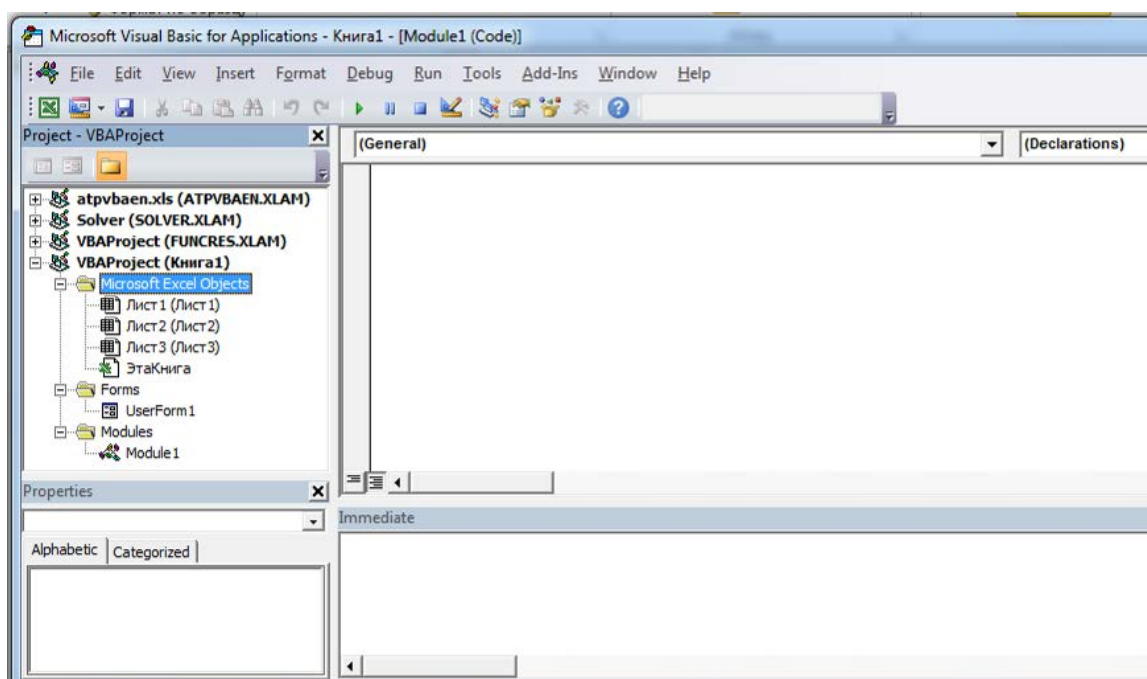 Microsoft Visual Basic for Applications - Книга1 - [Module1 (Code)]
File Edit View Insert Format Debug Run Tools Add-Ins Window Help
Project - VBAProject
(General) (Declarations)
atpvbaen.xls (ATPVBAEN.XLAM)
Solver (SOLVER.XLAM)
VBAProject (FUNCRES.XLAM)
VBAProject (Книга1)
Microsoft Excel Objects
Лист1 (Лист1)
Лист2 (Лист2)
Лист3 (Лист3)
ЭтаКнига
Forms
UserForm1
Modules
Module1
Properties
Immediate
Alphabetic Categorized